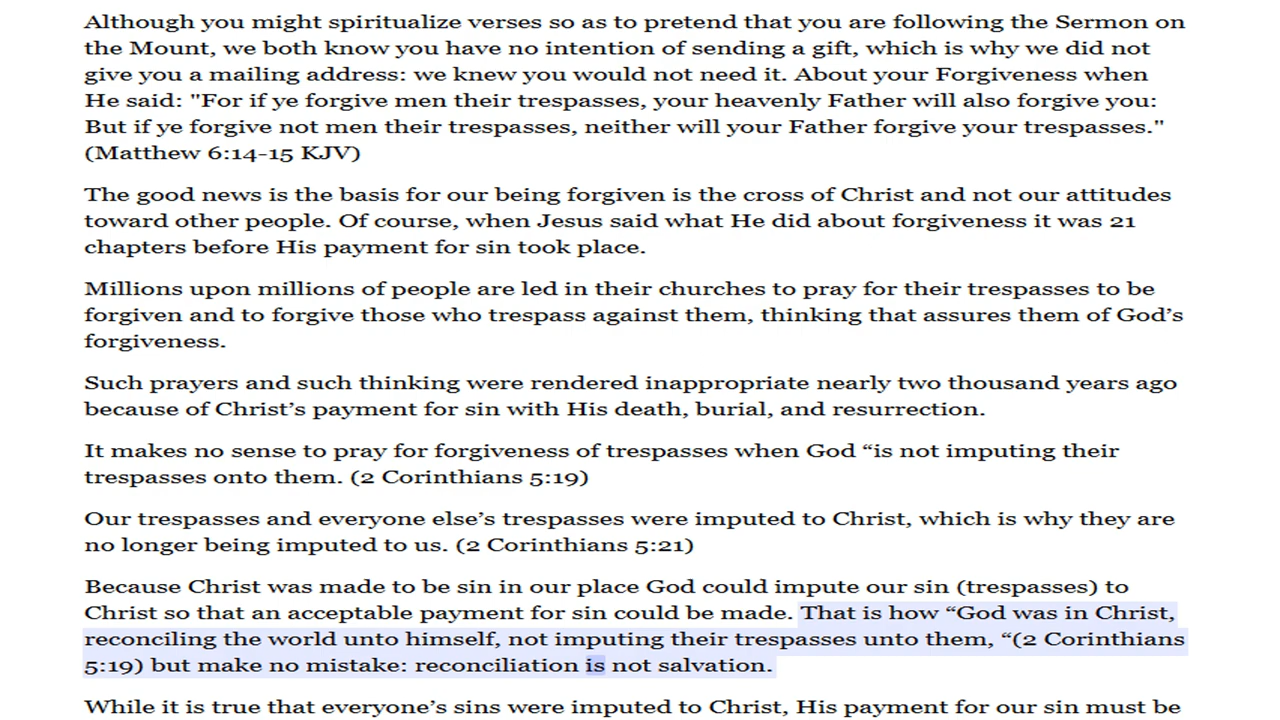 Although you might spiritualize verses so as to pretend that you are following the Sermon on
the Mount, we both know you have no intention of sending a gift, which is why we did not
give you a mailing address: we knew you would not need it. About your Forgiveness when
He said: "For if ye forgive men their trespasses, your heavenly Father will also forgive you:
But if ye forgive not men their trespasses, neither will your Father forgive your trespasses."
(Matthew 6:14-15 KJV)
The good news is the basis for our being forgiven is the cross of Christ and not our attitudes
toward other people. Of course, when Jesus said what He did about forgiveness it was 21
chapters before His payment for sin took place.
Millions upon millions of people are led in their churches to pray for their trespasses to be
forgiven and to forgive those who trespass against them, thinking that assures them of God’s
forgiveness.
Such prayers and such thinking were rendered inappropriate nearly two thousand years ago
because of Christ’s payment for sin with His death, burial, and resurrection.
It makes no sense to pray for forgiveness of trespasses when God “is not imputing their
trespasses onto them. (2 Corinthians 5:19)
Our trespasses and everyone else’s trespasses were imputed to Christ, which is why they are
no longer being imputed to us. (2 Corinthians 5:21)
Because Christ was made to be sin in our place God could impute our sin (trespasses) to
Christ so that an acceptable payment for sin could be made. That is how “God was in Christ,
reconciling the world unto himself, not imputing their trespasses unto them, “(2 Corinthians
5:19) but make no mistake: reconciliation is not salvation.
While it is true that everyone’s sins were imputed to Christ, His payment for our sin must be